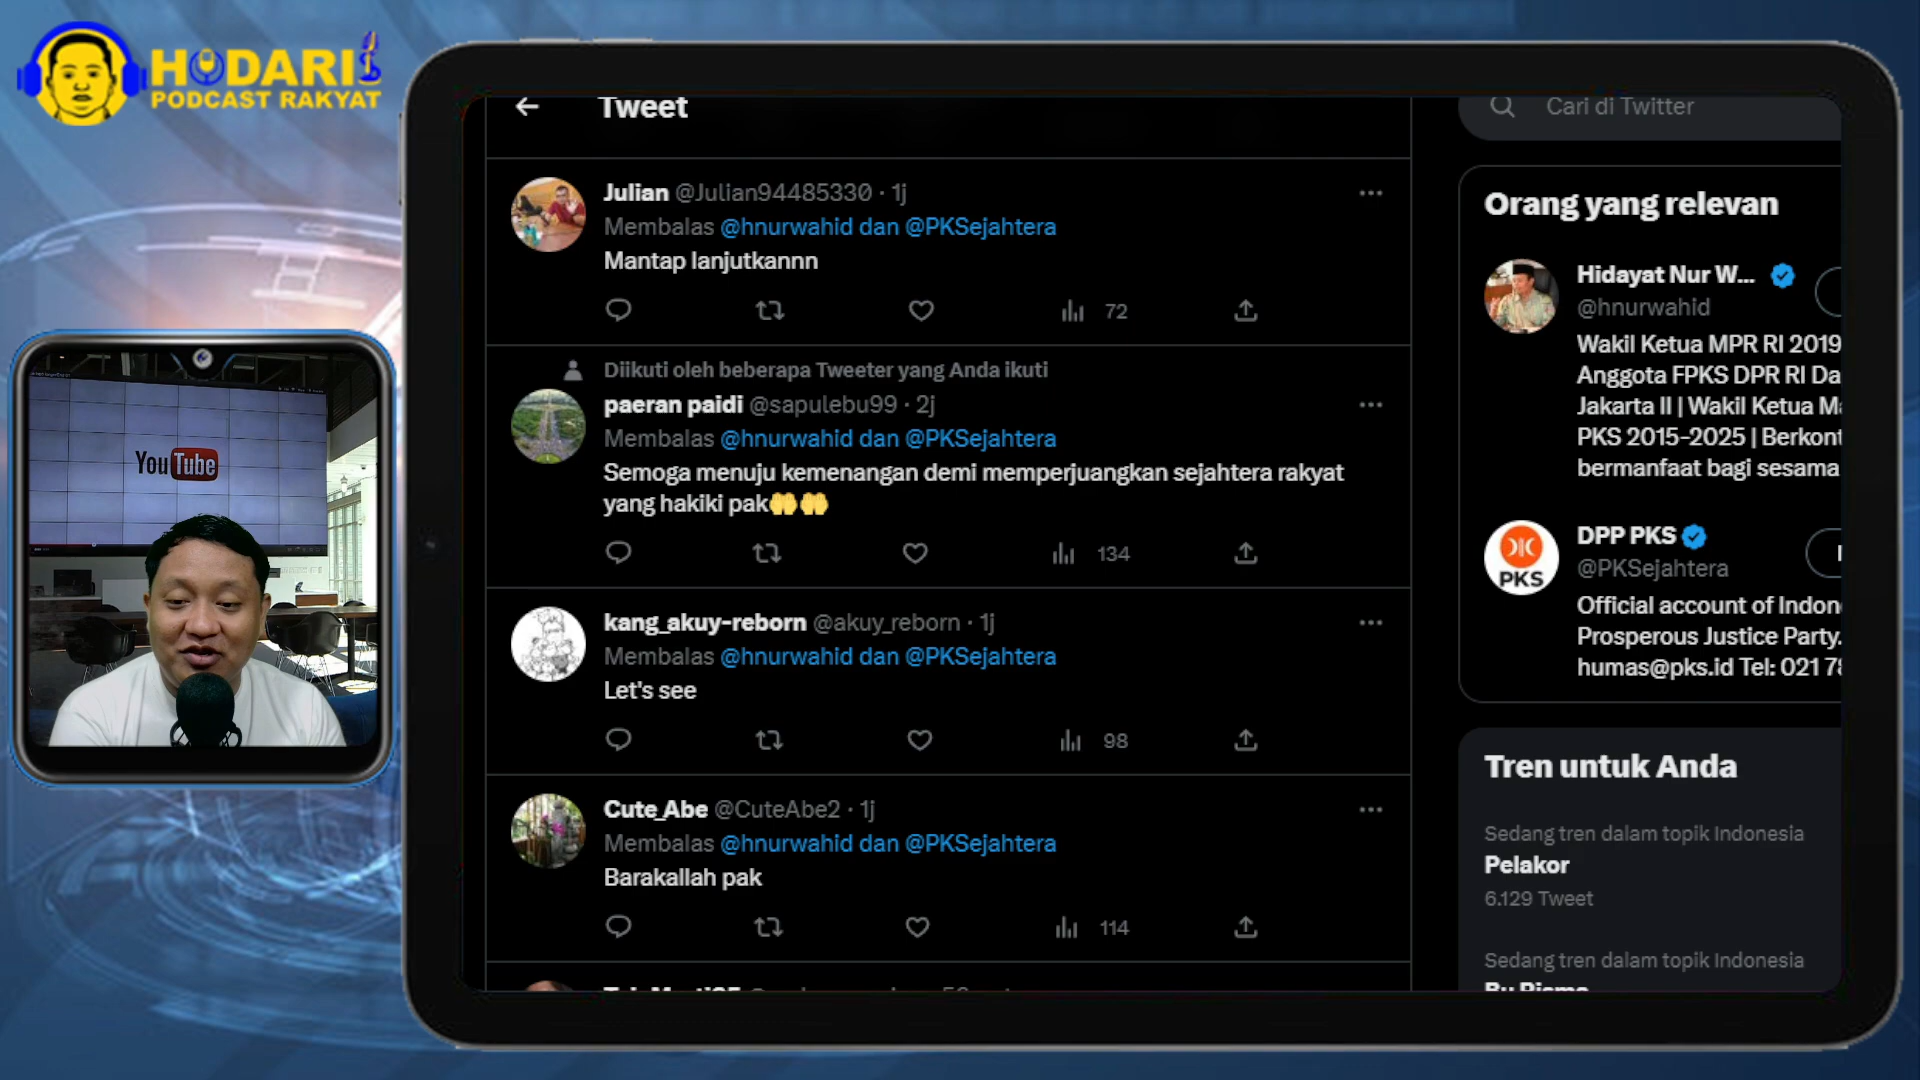 HODARI
PODCAST RAKYAT
YouTube
Tweet
Julian @Julian94485330 · 1j
Membalas @hnurwahid dan @PKSejahtera
Mantap lanjutkannn
72
Diikuti oleh beberapa Tweeter yang Anda ikuti
paeran paidi @sapulebu99 · 2j
Membalas @hnurwahid dan @PKSejahtera
Semoga menuju kemenangan demi memperjuangkan sejahtera rakyat
yang hakiki pak🤲🤲
134
kang_akuy-reborn @akuy_reborn · 1j
Membalas @hnurwahid dan @PKSejahtera
Let's see
98
Cute_Abe @CuteAbe2 · 1j
Membalas @hnurwahid dan @PKSejahtera
Barakallah pak
114
Cari di Twitter
Orang yang relevan
Hidayat Nur W...
@hnurwahid
Wakil Ketua MPR RI 2019
Anggota FPKS DPR RI Da
Jakarta II | Wakil Ketua Ma
PKS 2015-2025 | Berkont
bermanfaat bagi sesama
PKS
DPP PKS
@PKSejahtera
Official account of Indon
Prosperous Justice Party.
humas@pks.id Tel: 021 78
Tren untuk Anda
Sedang tren dalam topik Indonesia
Pelakor
6.129 Tweet
Sedang tren dalam topik Indonesia
Bu Risma